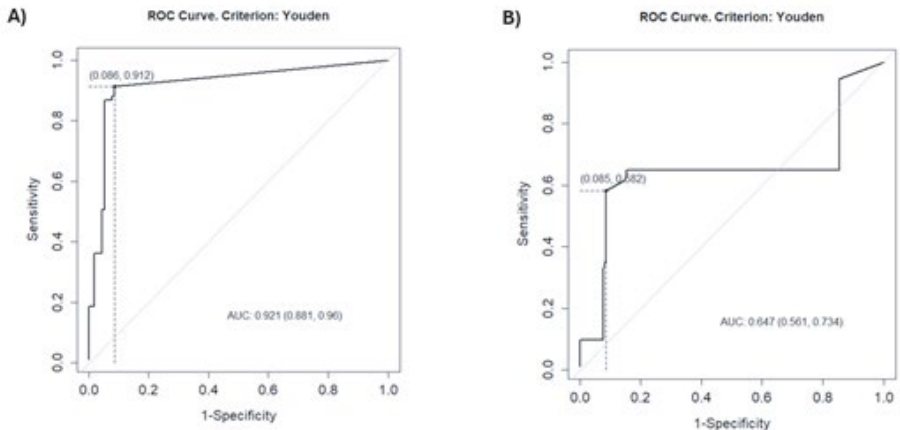 A)
ROC Curve. Criterion: Youden
1.0
0.8
0.6
0.4
0.2
0.0
Sensitivity
(0.086, 0.912)
AUC: 0.921 (0.881, 0.96)
0.0 0.2 0.4 0.6 0.8 1.0
1-Specificity
B)
ROC Curve. Criterion: Youden
1.0
0.8
0.6
0.4
0.2
0.0
Sensitivity
(0.085, 0.582)
AUC: 0.647 (0.561, 0.734)
0.0 0.2 0.4 0.6 0.8 1.0
1-Specificity